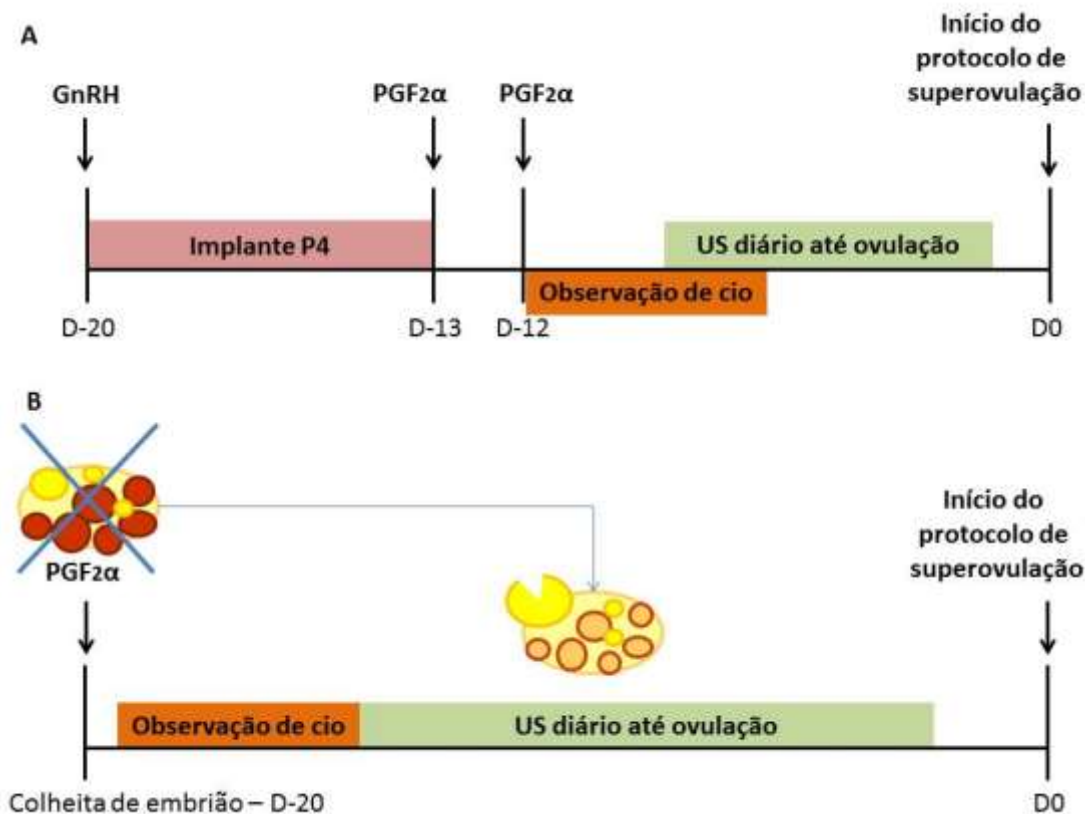 A
Início do
protocolo de
superovulação
GnRH
PGF2α
PGF2α
Implante P4
US diário até ovulação
Observação de cio
D-20
D-13
D-12
D0
B
PGF2α
Início do
protocolo de
superovulação
Observação de cio
US diário até ovulação
Colheita de embrião – D-20
D0